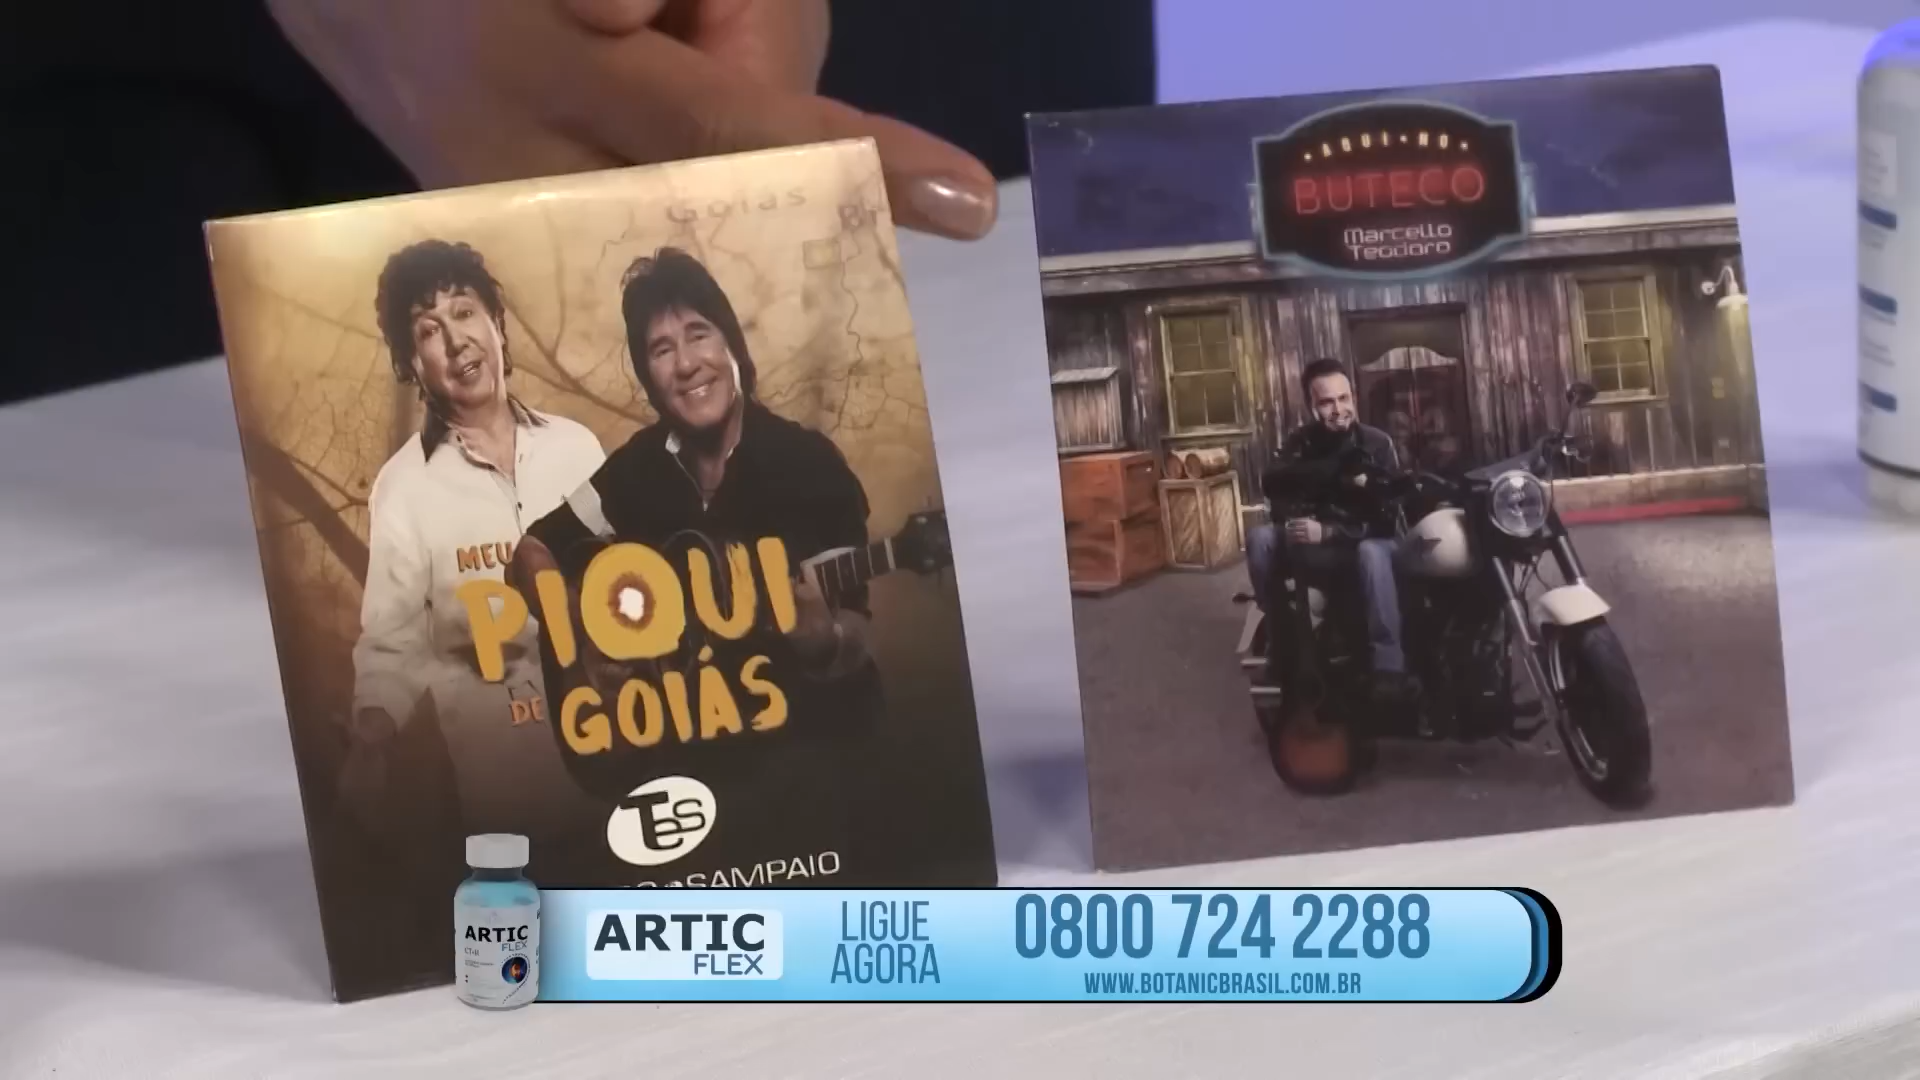 Goiás
MEU
PIQUI
DE GOIÁS
TeS
SAMPAIO
• AQUI • NO •
BUTECO
Marcello
Teodoro
ARTIC
FLEX
ARTIC
FLEX
LIGUE
AGORA
0800 724 2288
WWW.BOTANICBRASIL.COM.BR